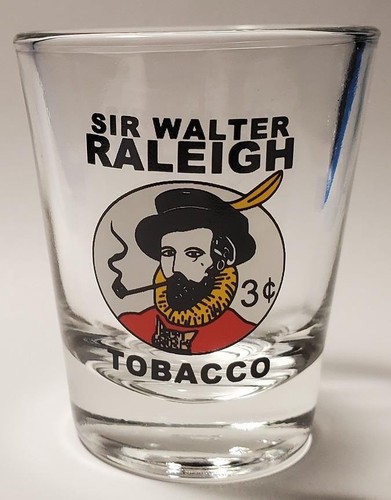 SIR WALTER
RALEIGH
3¢
TOBACCO